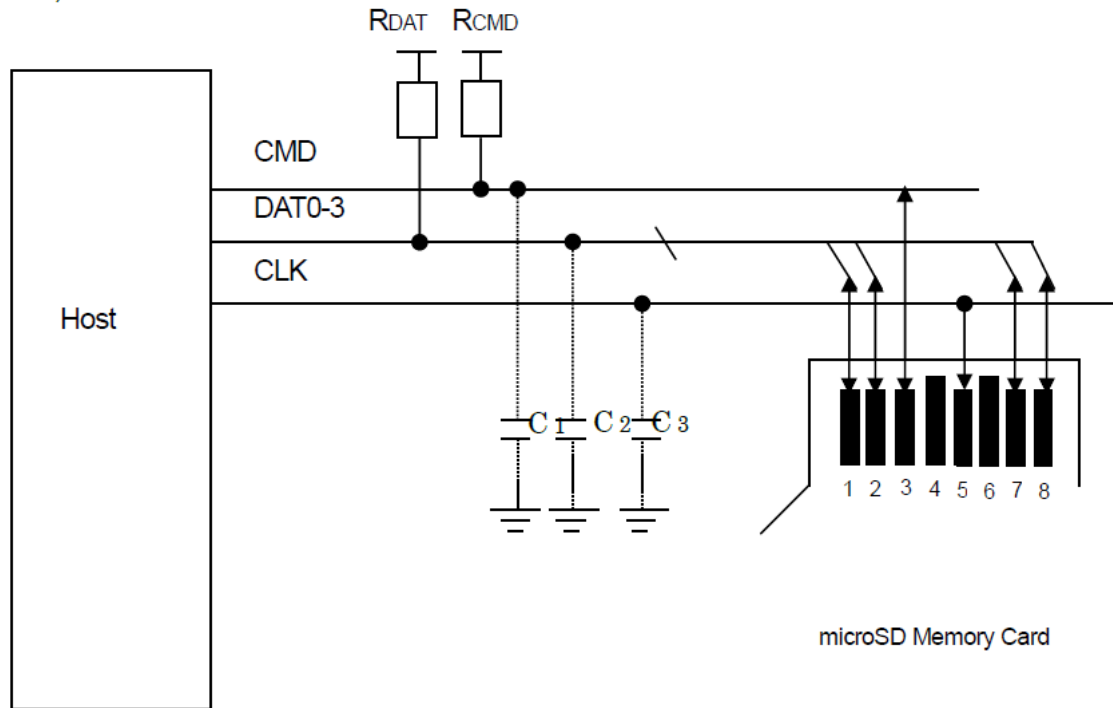 RDAT RCMD
CMD
DAT0-3
CLK
Host
C1 C2 C3
1 2 3 4 5 6 7 8
microSD Memory Card